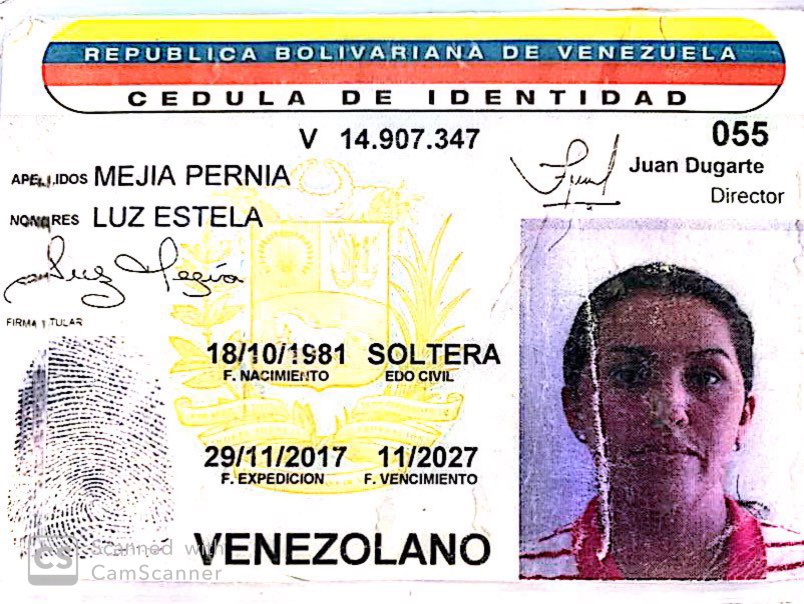 REPUBLICA BOLIVARIANA DE VENEZUELA
CEDULA DE IDENTIDAD
V 14.907.347
055
Juan Dugarte
Director
APELLIDOS MEJIA PERNIA
NOMBRES LUZ ESTELA
Luz Mejía
FIRMA TITULAR
18/10/1981 SOLTERA
F. NACIMIENTO EDO CIVIL
29/11/2017 11/2027
F. EXPEDICION F. VENCIMIENTO
VENEZOLANO
CS Scanned with
CamScanner